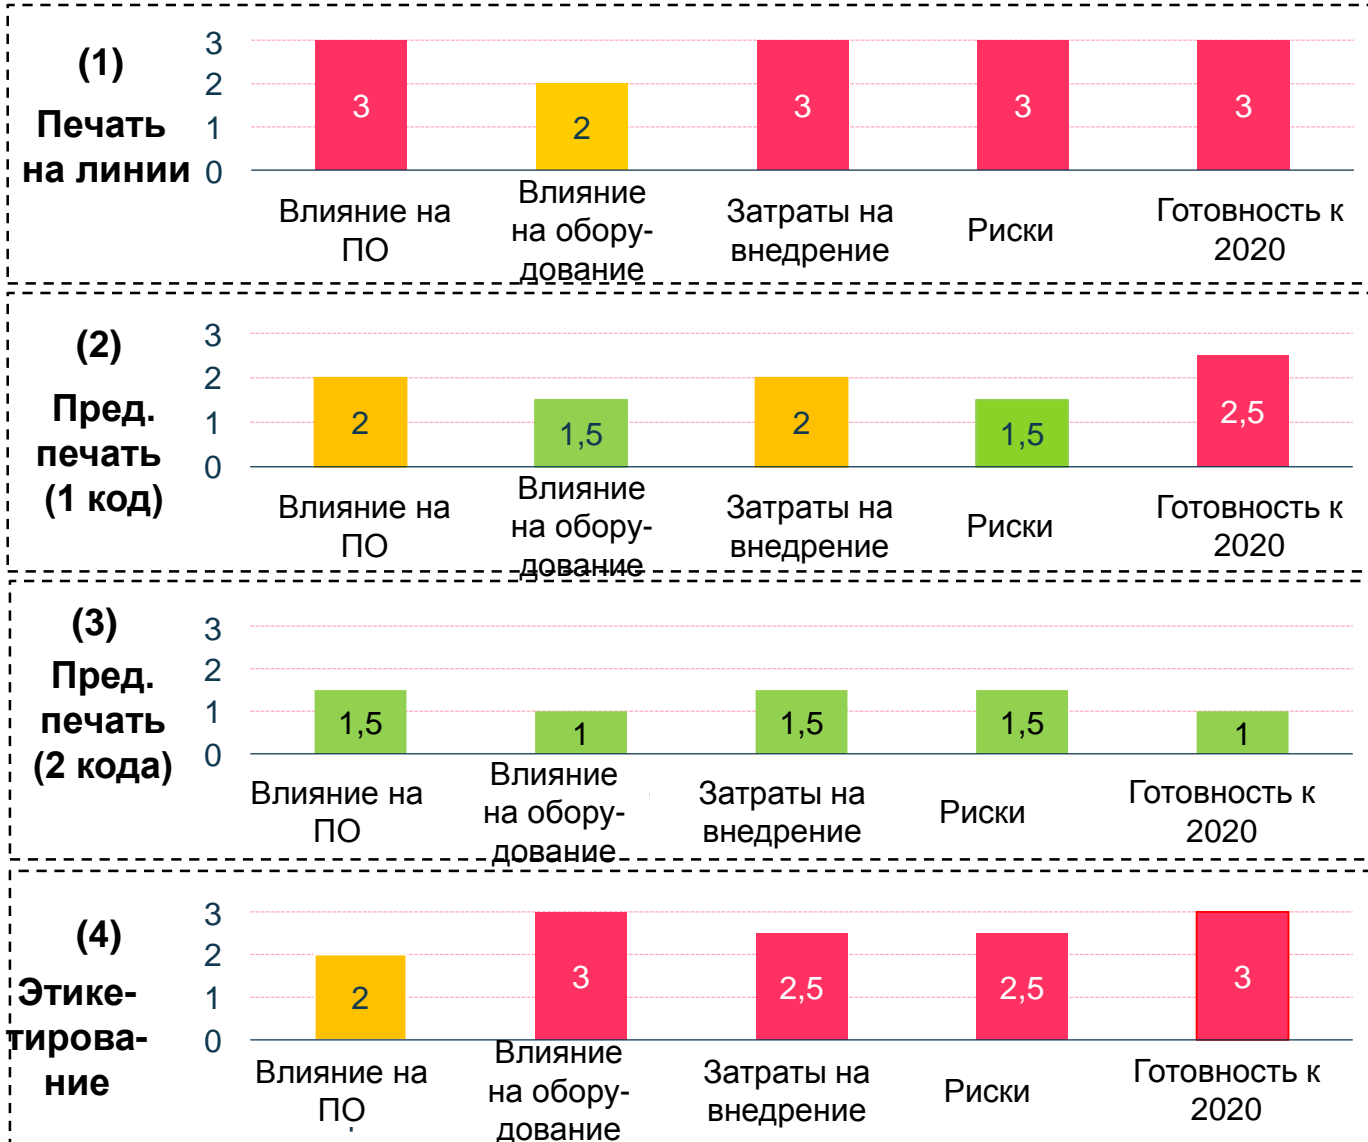 (1)
Печать
на линии
3
2
1
0
3
2
3
3
3
Влияние на
ПО
Влияние
на обору-
дование
Затраты на
внедрение
Риски
Готовность к
2020
(2)
Пред.
печать
(1 код)
3
2
1
0
2
1,5
2
1,5
2,5
Влияние на
ПО
Влияние
на обору-
дование
Затраты на
внедрение
Риски
Готовность к
2020
(3)
Пред.
печать
(2 кода)
3
2
1
0
1,5
1
1,5
1,5
1
Влияние на
ПО
Влияние
на обору-
дование
Затраты на
внедрение
Риски
Готовность к
2020
(4)
Этике-
тирова-
ние
3
2
1
0
2
3
2,5
2,5
3
Влияние на
ПО
Влияние
на обору-
дование
Затраты на
внедрение
Риски
Готовность к
2020